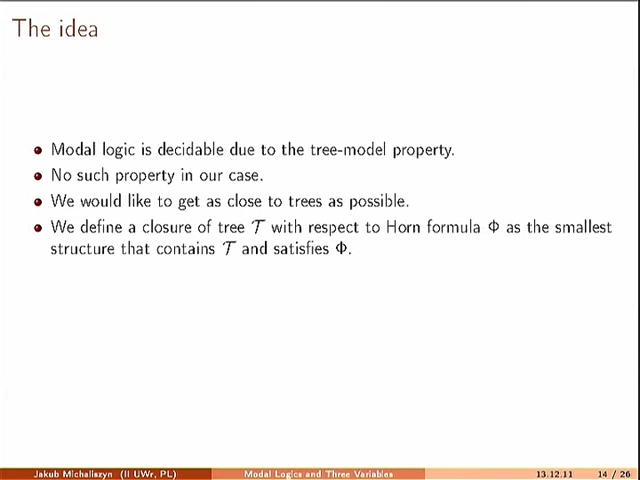 The idea
Modal logic is decidable due to the tree-model property.
No such property in our case.
We would like to get as close to trees as possible.
We define a closure of tree 𝒯 with respect to Horn formula Φ as the smallest
structure that contains 𝒯 and satisfies Φ.
Jakub Michaliszyn (II UWr, PL) Modal Logics and Three Variables 13.12.11 14 / 26